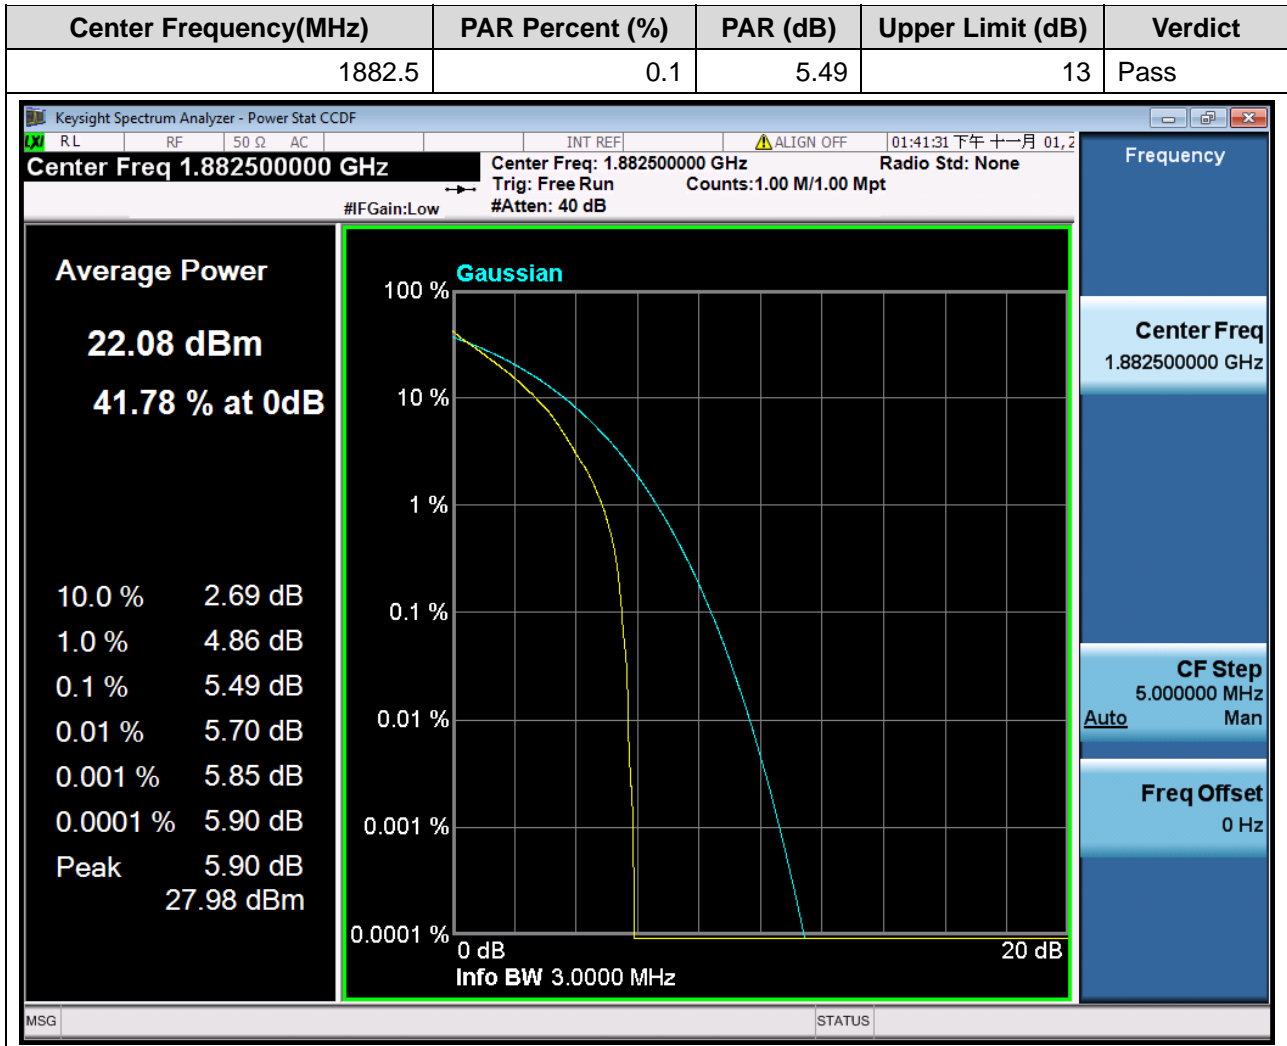 Center Frequency(MHz) PAR Percent (%) PAR (dB) Upper Limit (dB) Verdict
1882.5 0.1 5.49 13 Pass
Keysight Spectrum Analyzer - Power Stat CCDF
LXI RL RF 50 Ω AC INT REF ALIGN OFF 01:41:31 下午 十一月 01, 2
Center Freq 1.882500000 GHz
Center Freq: 1.882500000 GHz Radio Std: None
Trig: Free Run Counts:1.00 M/1.00 Mpt
#IFGain:Low #Atten: 40 dB
Average Power
22.08 dBm
41.78 % at 0dB
10.0 % 2.69 dB
1.0 % 4.86 dB
0.1 % 5.49 dB
0.01 % 5.70 dB
0.001 % 5.85 dB
0.0001 % 5.90 dB
Peak 5.90 dB
27.98 dBm
Gaussian
100 %
10 %
1 %
0.1 %
0.01 %
0.001 %
0.0001 %
0 dB 20 dB
Info BW 3.0000 MHz
Frequency
Center Freq
1.882500000 GHz
CF Step
5.000000 MHz
Auto Man
Freq Offset
0 Hz
MSG STATUS